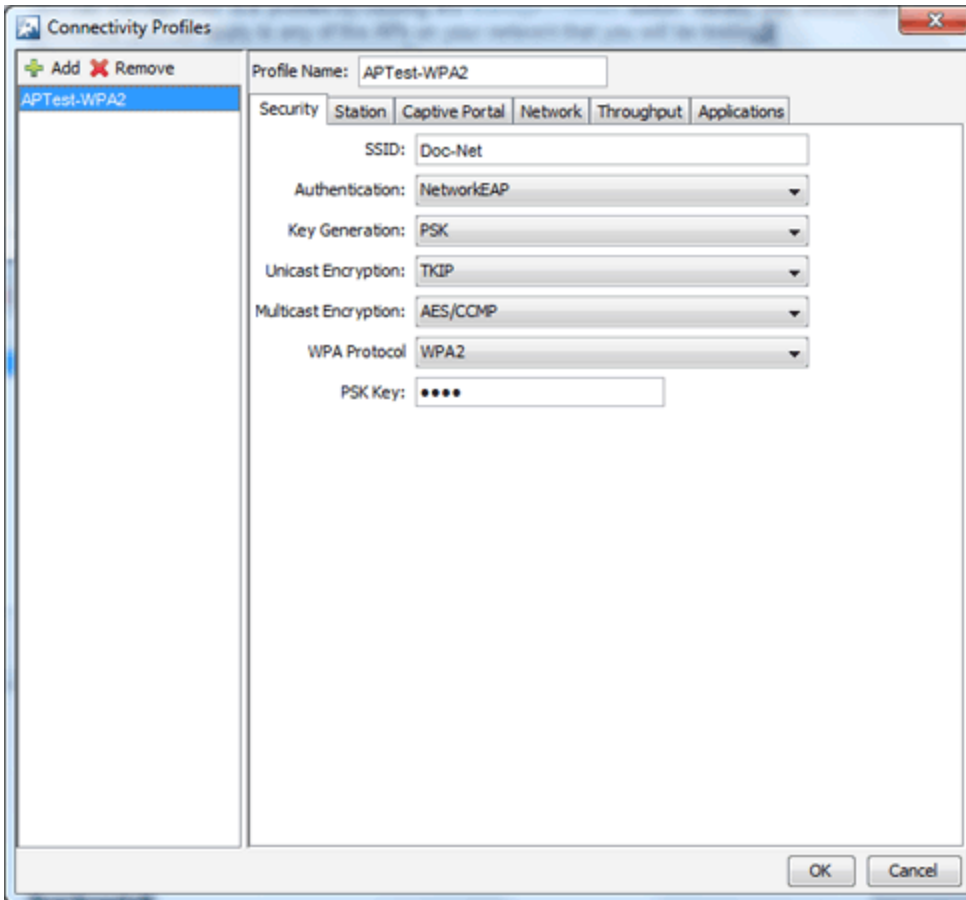 Connectivity Profiles
Add Remove
APTest-WPA2
Profile Name: APTest-WPA2
Security Station Captive Portal Network Throughput Applications
SSID: Doc-Net
Authentication: NetworkEAP
Key Generation: PSK
Unicast Encryption: TKIP
Multicast Encryption: AES/CCMP
WPA Protocol WPA2
PSK Key: ••••
OK Cancel